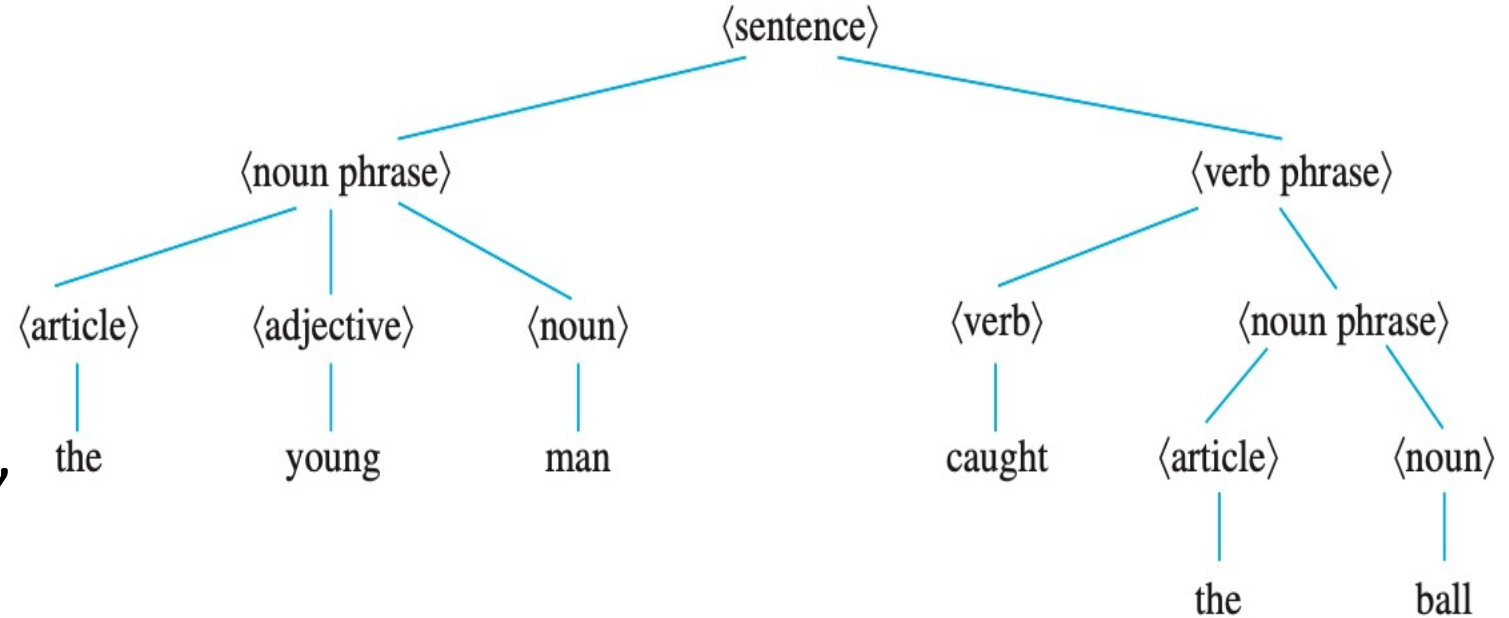 ⟨sentence⟩
⟨noun phrase⟩ ⟨verb phrase⟩
⟨article⟩ ⟨adjective⟩ ⟨noun⟩ ⟨verb⟩ ⟨noun phrase⟩
, the young man caught ⟨article⟩ ⟨noun⟩
the ball